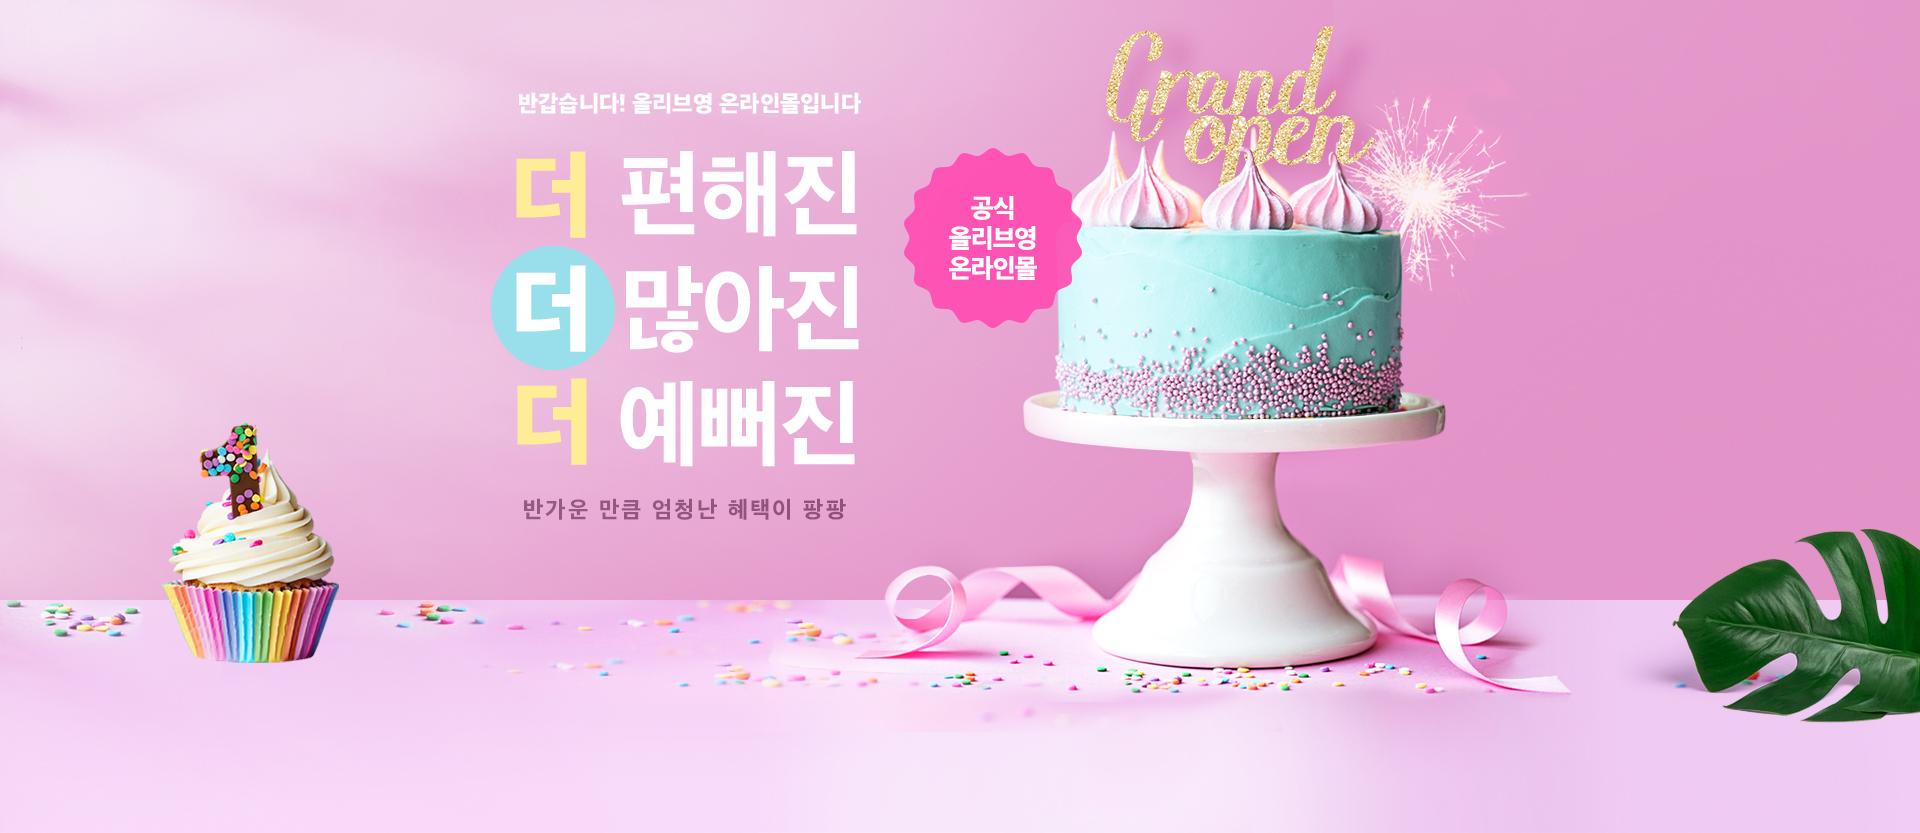 반갑습니다! 올리브영 온라인몰입니다
더 편해진
더 많아진
더 예뻐진
반가운 만큼 엄청난 혜택이 팡팡
공식
올리브영
온라인몰
Grand
open
1